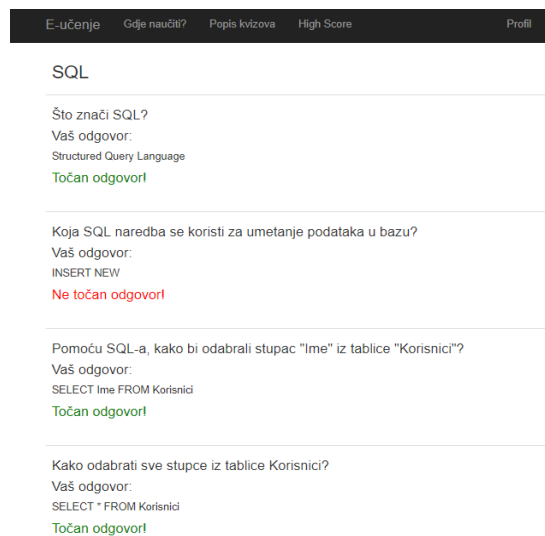 E-učenje Gdje naučiti? Popis kvizova High Score Profil
SQL
Što znači SQL?
Vaš odgovor:
Structured Query Language
Točan odgovor!
Koja SQL naredba se koristi za umetanje podataka u bazu?
Vaš odgovor:
INSERT NEW
Ne točan odgovor!
Pomoću SQL-a, kako bi odabrali stupac "Ime" iz tablice "Korisnici"?
Vaš odgovor:
SELECT Ime FROM Korisnici
Točan odgovor!
Kako odabrati sve stupce iz tablice Korisnici?
Vaš odgovor:
SELECT * FROM Korisnici
Točan odgovor!